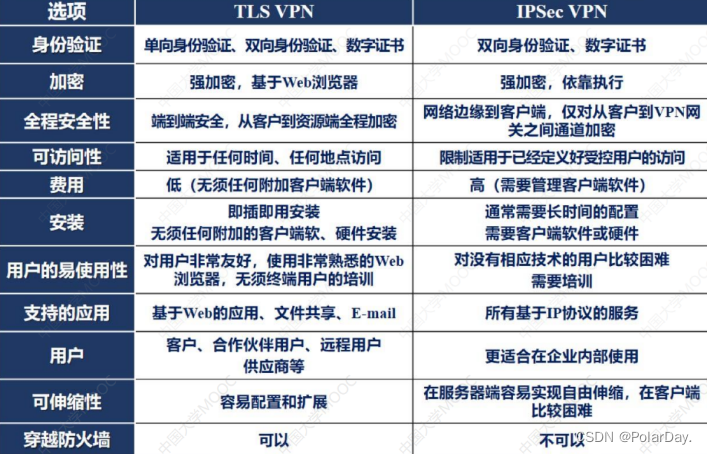 选项 TLS VPN IPSec VPN
身份验证 单向身份验证、双向身份验证、数字证书 双向身份验证、数字证书
加密 强加密，基于Web浏览器 强加密，依靠执行
全程安全性 端到端安全，从客户到资源端全程加密 网络边缘到客户端，仅对从客户到VPN网
关之间通道加密
可访问性 适用于任何时间、任何地点访问 限制适用于已经定义好受控用户的访问
费用 低（无须任何附加客户端软件） 高（需要管理客户端软件）
安装 即插即用安装 通常需要长时间的配置
无须任何附加的客户端软、硬件安装 需要客户端软件或硬件
用户的易使用性 对用户非常友好，使用非常熟悉的Web 对没有相应技术的用户比较困难
浏览器，无须终端用户的培训 需要培训
支持的应用 基于Web的应用、文件共享、E-mail 所有基于IP协议的服务
用户 客户、合作伙伴用户、远程用户 更适合在企业内部使用
供应商等
可伸缩性 容易配置和扩展 在服务器端容易实现自由伸缩，在客户端
比较困难
穿越防火墙 可以 不可以
CSDN @PolarDay.
中国大学MOOC